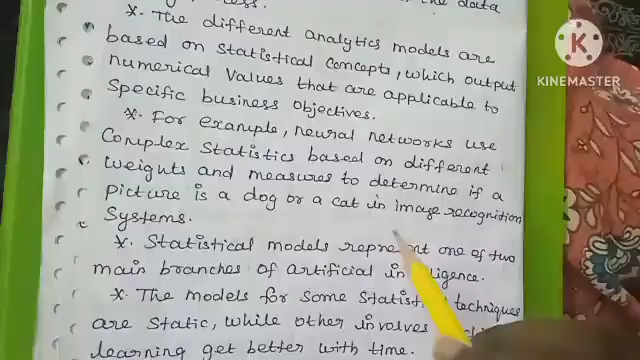 the data
*. The different analytics models are
based on statistical concepts, which output
numerical values that are applicable to
specific business objectives.
*. For example, neural networks use
Complex statistics based on different
weights and measures to determine if a
picture is a dog or a cat in image recognition
Systems.
*. Statistical models represent one of two
main branches of artificial intelligence.
*. The models for some techniques
are static, while other involves
learning get better with time.
KINEMASTER